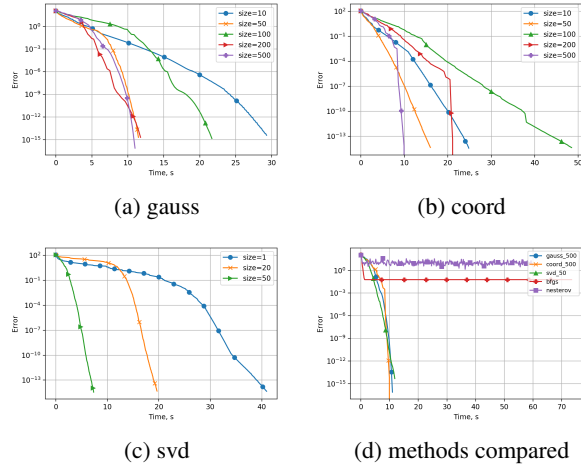 size=10
size=50
size=100
size=200
size=500
10²
10⁻¹
10⁻³
10⁻⁶
10⁻⁹
10⁻¹²
10⁻¹⁵
Error
0 5 10 15 20 25 30
Time, s
(a) gauss
size=10
size=50
size=100
size=200
size=500
10²
10⁻¹
10⁻⁴
10⁻⁷
10⁻¹⁰
10⁻¹³
Error
0 10 20 30 40 50
Time, s
(b) coord
size=1
size=20
size=50
10²
10⁻¹
10⁻⁴
10⁻⁷
10⁻¹⁰
10⁻¹³
Error
0 10 20 30 40
Time, s
(c) svd
gauss_500
coord_500
svd_50
bfgs
nesterov
10³
10⁰
10⁻³
10⁻⁶
10⁻⁹
10⁻¹²
10⁻¹⁵
Error
0 10 20 30 40 50 60 70
Time, s
(d) methods compared